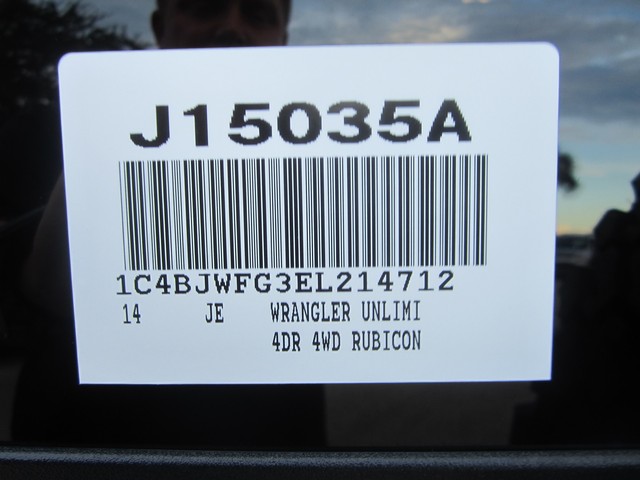 J15035A
1C4BJWFG3EL214712
14 JE WRANGLER UNLIMI
4DR 4WD RUBICON